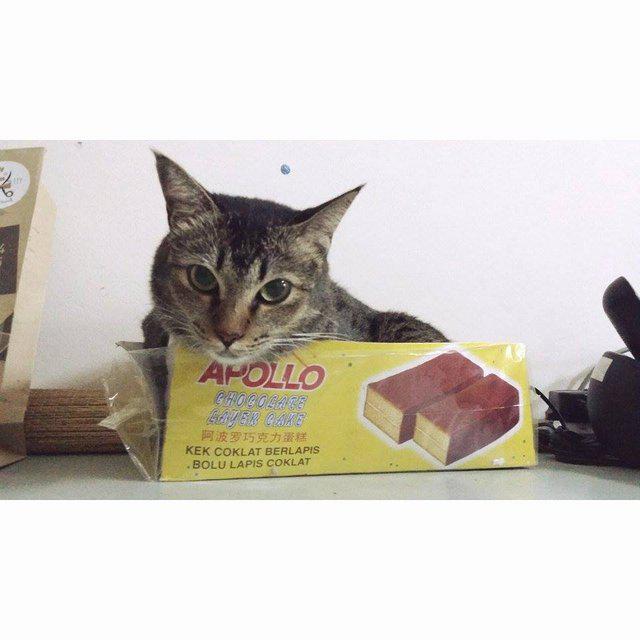 APOLLO
CHOCOLATE
LAYER CAKE
阿波罗巧克力蛋糕
KEK COKLAT BERLAPIS
BOLU LAPIS COKLAT